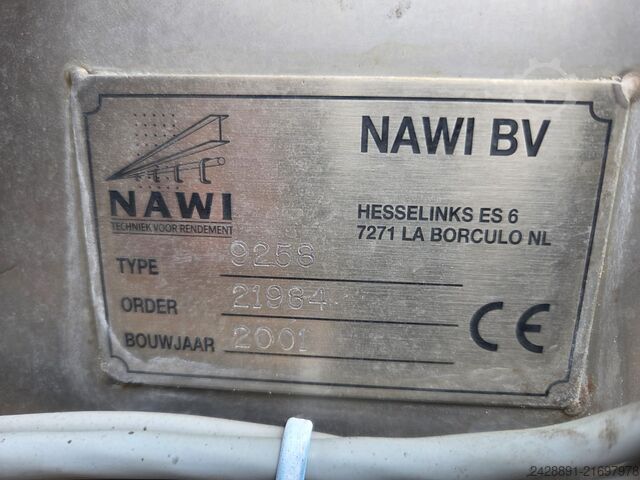 NAWI
TECHNIEK VOOR RENDEMENT
NAWI BV
HESSELINKS ES 6
7271 LA BORCULO NL
TYPE 9258
ORDER 21984
BOUWJAAR 2001
CE
2428891-21697978